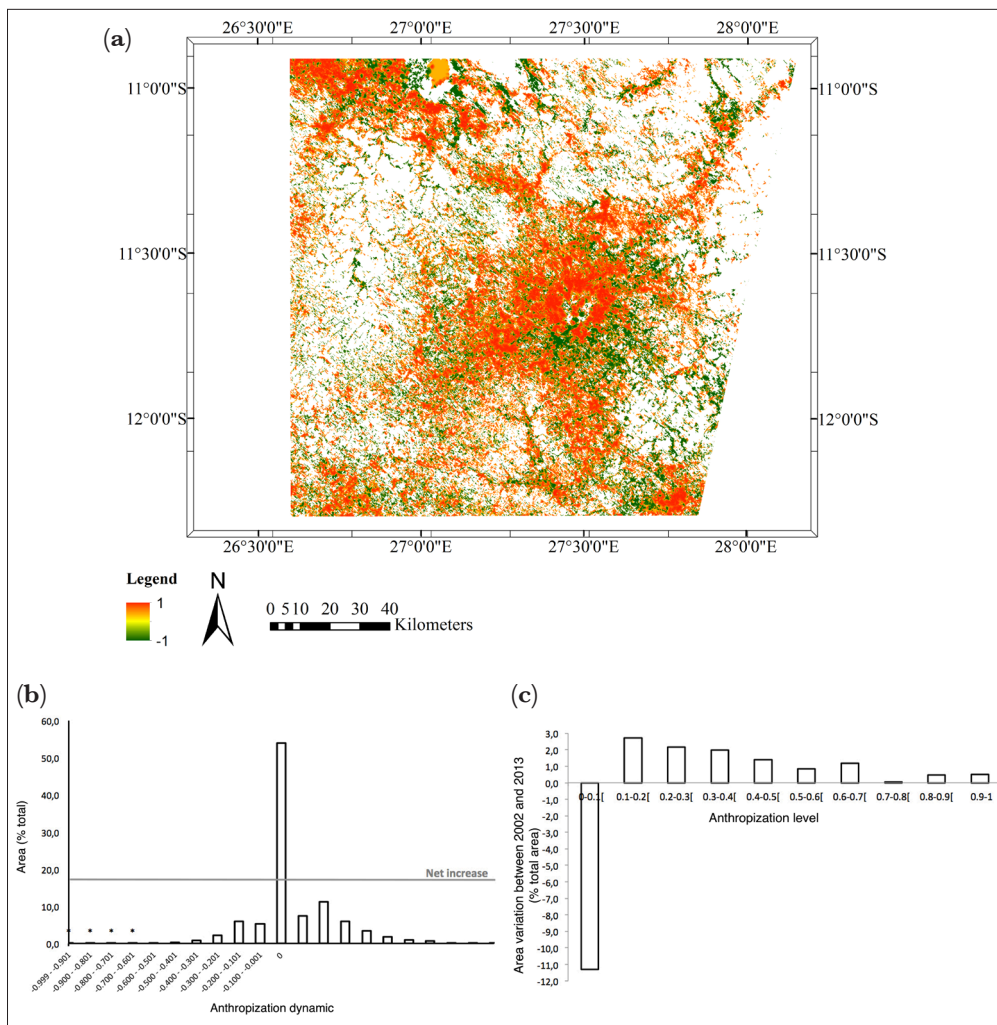 (a)
26°30'0"E 27°0'0"E 27°30'0"E 28°0'0"E
11°0'0"S 11°0'0"S
11°30'0"S 11°30'0"S
12°0'0"S 12°0'0"S
26°30'0"E 27°0'0"E 27°30'0"E 28°0'0"E
Legend
1
-1
N
0 5 10 20 30 40
Kilometers
(b)
Area (% total)
60,0
50,0
40,0
30,0
20,0
10,0
0,0
Net increase
* * * *
-0.999 - -0.901
-0.900 - -0.801
-0.800 - -0.701
-0.700 - -0.601
-0.600 - -0.501
-0.500 - -0.401
-0.400 - -0.301
-0.300 - -0.201
-0.200 - -0.101
-0.100 - -0.001
0
Anthropization dynamic
(c)
Area variation between 2002 and 2013
(% total area)
3,0
2,0
1,0
0,0
-1,0
-2,0
-3,0
-4,0
-5,0
-6,0
-7,0
-8,0
-9,0
-10,0
-11,0
-12,0
0-0.1[ 0.1-0.2[ 0.2-0.3[ 0.3-0.4[ 0.4-0.5[ 0.5-0.6[ 0.6-0.7[ 0.7-0.8[ 0.8-0.9[ 0.9-1
Anthropization level